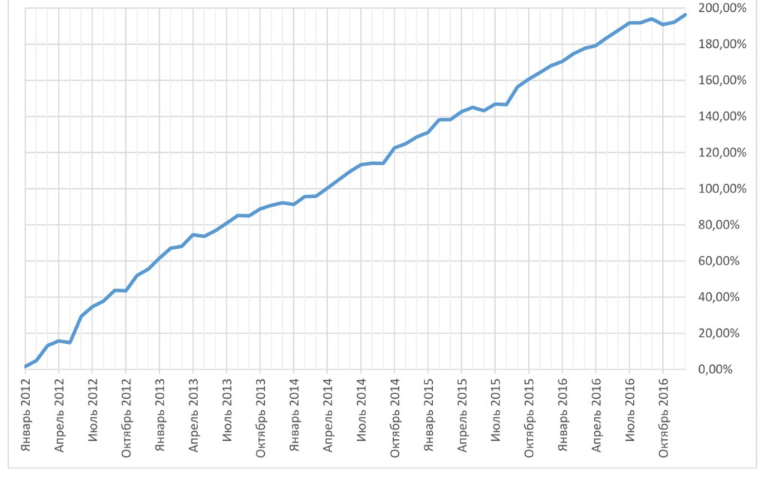 200,00%
180,00%
160,00%
140,00%
120,00%
100,00%
80,00%
60,00%
40,00%
20,00%
0,00%
Январь 2012
Апрель 2012
Июль 2012
Октябрь 2012
Январь 2013
Апрель 2013
Июль 2013
Октябрь 2013
Январь 2014
Апрель 2014
Июль 2014
Октябрь 2014
Январь 2015
Апрель 2015
Июль 2015
Октябрь 2015
Январь 2016
Апрель 2016
Июль 2016
Октябрь 2016